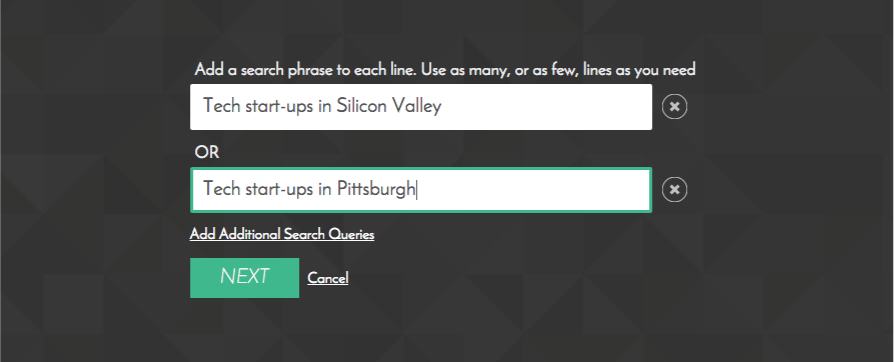 Add a search phrase to each line. Use as many, or as few, lines as you need
Tech start-ups in Silicon Valley
OR
Tech start-ups in Pittsburgh
Add Additional Search Queries
NEXT Cancel